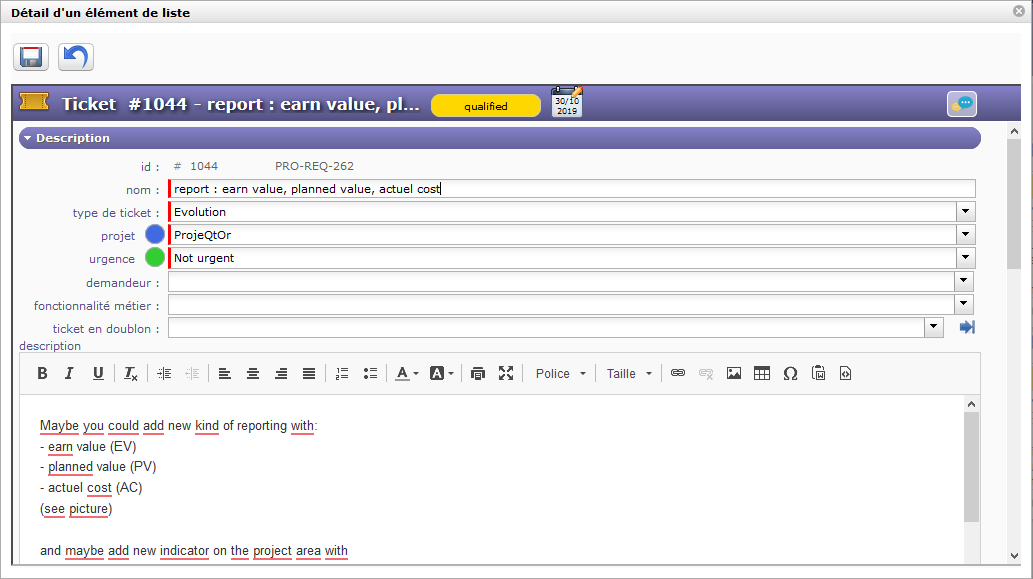 Détail d'un élément de liste
Ticket #1044 - report : earn value, pl...
qualified
30/10
2019
Description
id : # 1044 PRO-REQ-262
nom : report : earn value, planned value, actuel cost
type de ticket : Evolution
projet ProjeQtOr
urgence Not urgent
demandeur :
fonctionnalité métier :
ticket en doublon :
description
B I U Tx A A Police Taille Ω
Maybe you could add new kind of reporting with:
- earn value (EV)
- planned value (PV)
- actuel cost (AC)
(see picture)
and maybe add new indicator on the project area with